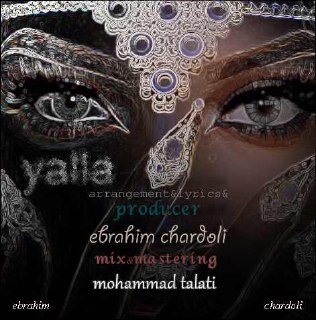 yalla
arrangement&lyrics&
producer
ebrahim chardoli
mix&mastering
mohammad talati
ebrahim chardoli